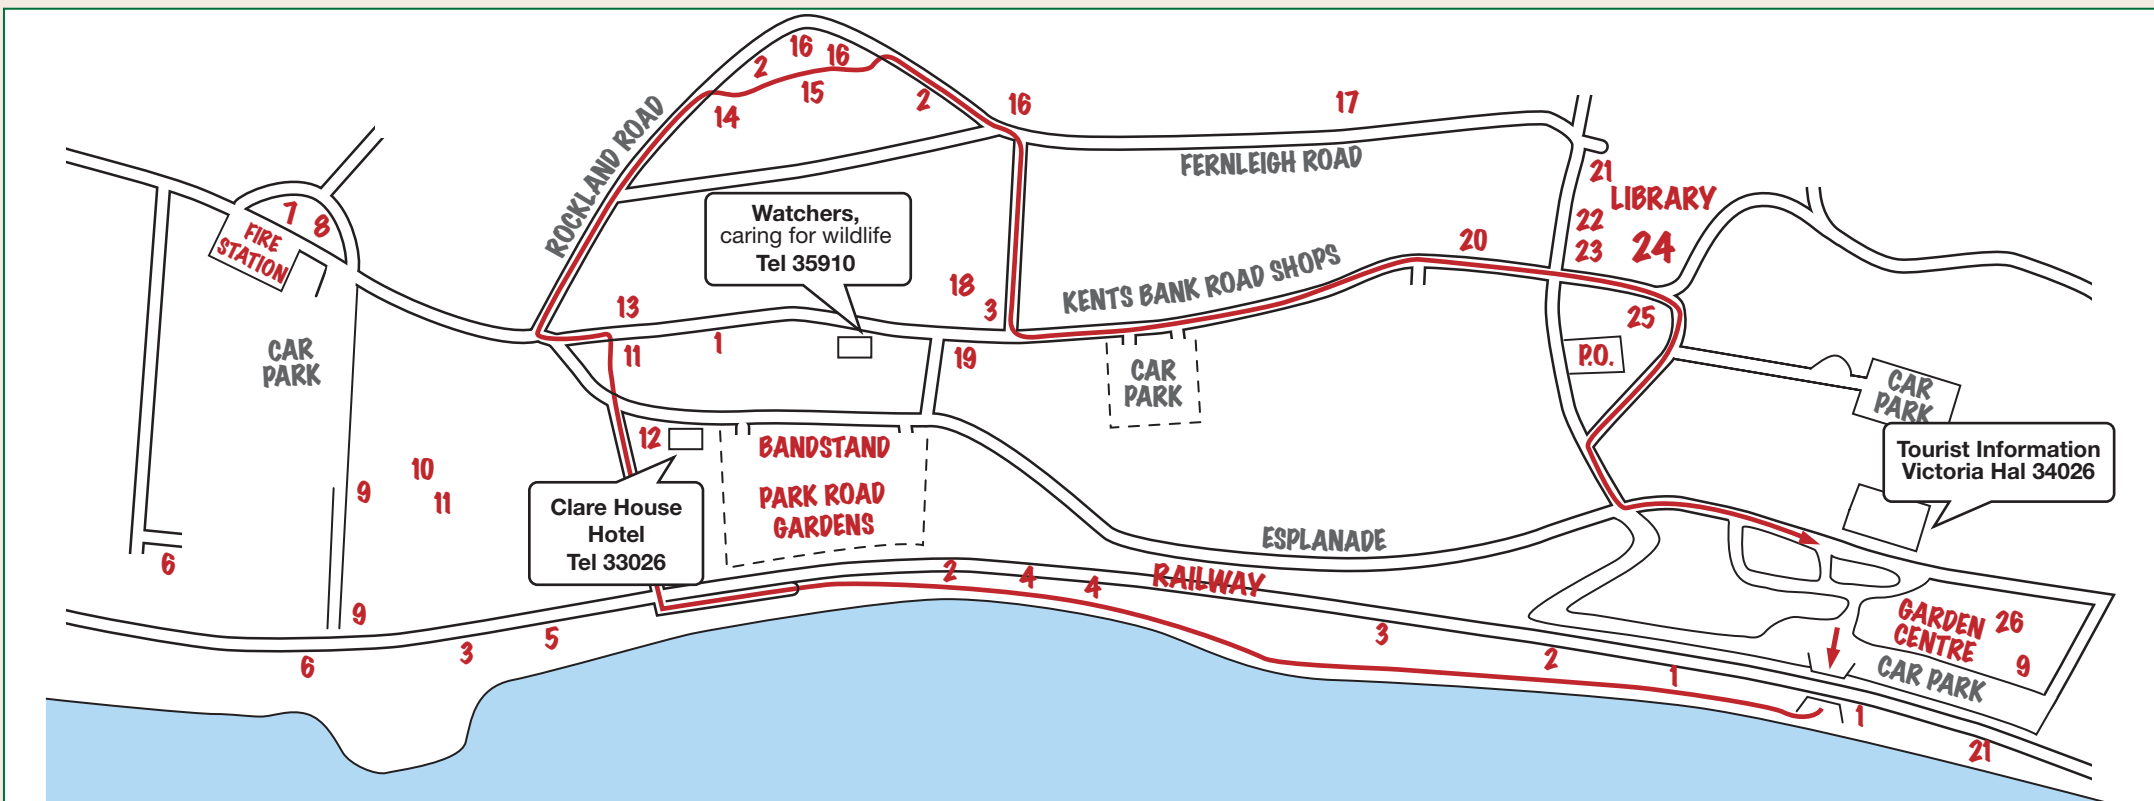 16
16
2
15
14
2
16
17
ROCKLAND ROAD
FERNLEIGH ROAD
21
LIBRARY
22
23
24
7
8
FIRE
STATION
Watchers,
caring for wildlife
Tel 35910
20
KENTS BANK ROAD SHOPS
18
3
13
1
11
19
25
P.O.
CAR
PARK
CAR
PARK
CAR
PARK
12
BANDSTAND
PARK ROAD
GARDENS
Tourist Information
Victoria Hal 34026
10
9
11
Clare House
Hotel
Tel 33026
ESPLANADE
6
2
4
4
RAILWAY
9
5
3
6
3
2
1
GARDEN
CENTRE
26
9
CAR PARK
1
21